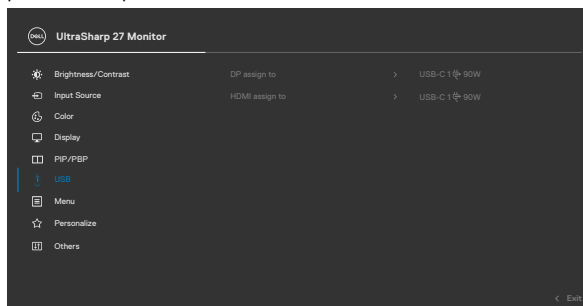 DELL UltraSharp 27 Monitor
Brightness/Contrast DP assign to > USB-C 1 90W
Input Source HDMI assign to > USB-C 1 90W
Color
Display
PIP/PBP
USB
Menu
Personalize
Others
< Exit